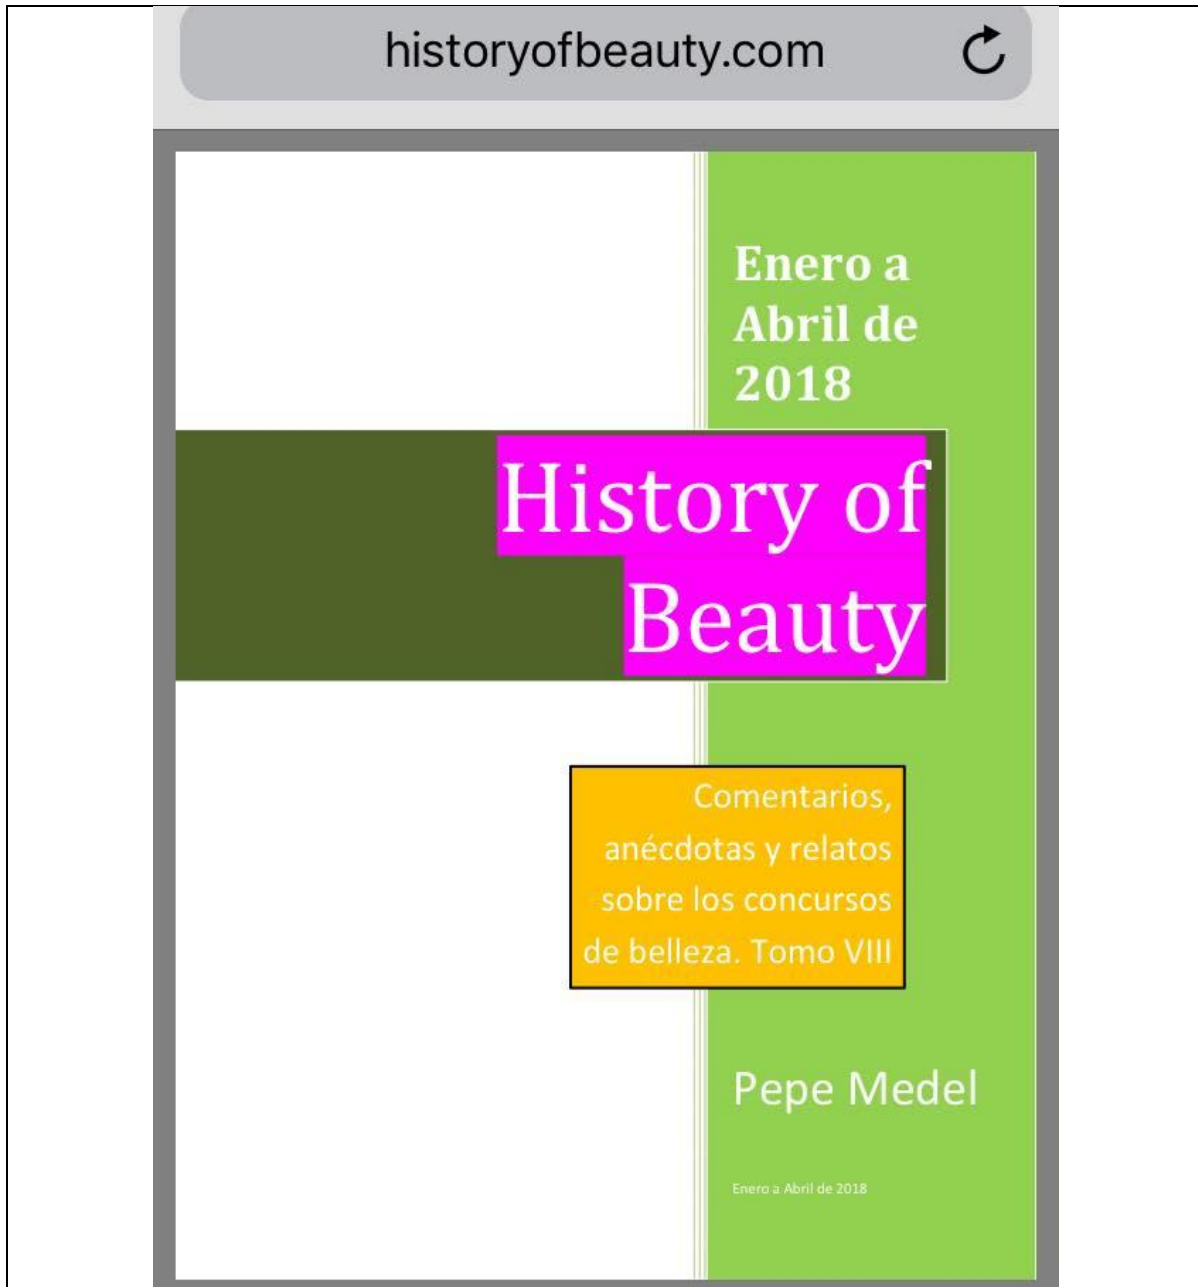 historyofbeauty.com
Enero a
Abril de
2018
History of
Beauty
Comentarios,
anécdotas y relatos
sobre los concursos
de belleza. Tomo VIII
Pepe Medel
Enero a Abril de 2018